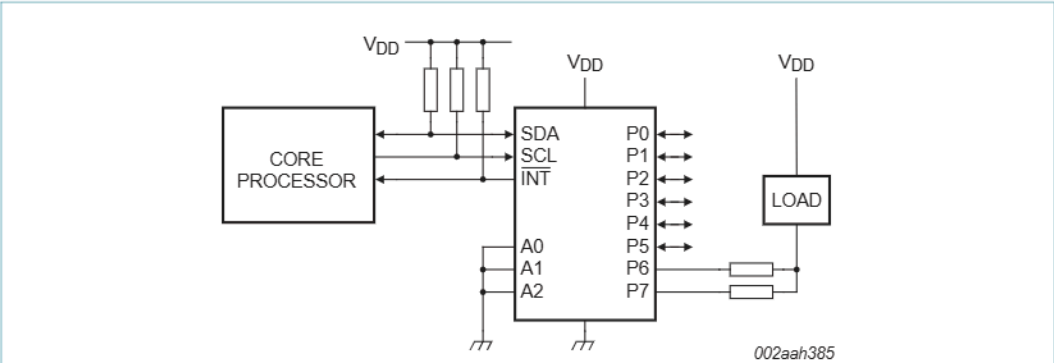 VDD
VDD
VDD
CORE
PROCESSOR
SDA
SCL
INT
A0
A1
A2
P0
P1
P2
P3
P4
P5
P6
P7
LOAD
002aah385